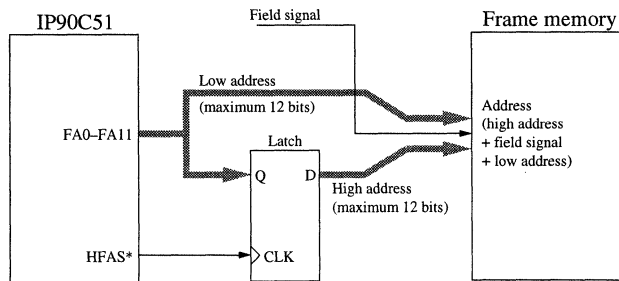 IP90C51
Field signal
Frame memory
Low address
(maximum 12 bits)
FA0–FA11
Address
(high address
+ field signal
+ low address)
Latch
Q
D
High address
(maximum 12 bits)
HFAS*
CLK